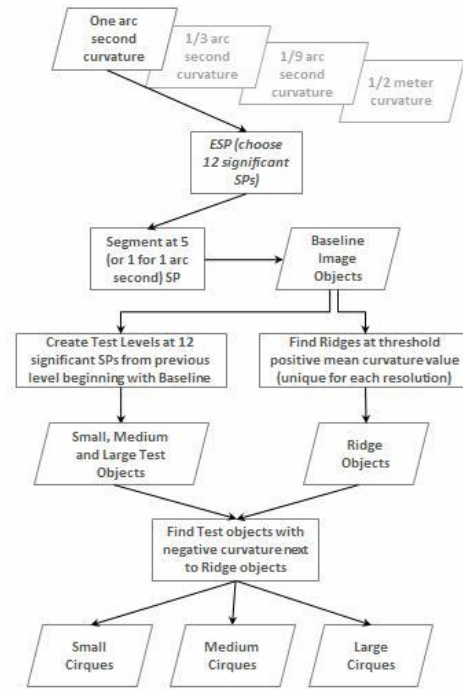 One arc
second
curvature
1/3 arc
second
curvature
1/9 arc
second
curvature
1/2 meter
curvature
ESP (choose
12 significant
SPs)
Segment at 5
(or 1 for 1 arc
second) SP
Baseline
Image
Objects
Create Test Levels at 12
significant SPs from previous
level beginning with Baseline
Find Ridges at threshold
positive mean curvature value
(unique for each resolution)
Small, Medium
and Large Test
Objects
Ridge
Objects
Find Test objects with
negative curvature next
to Ridge objects
Small
Cirques
Medium
Cirques
Large
Cirques